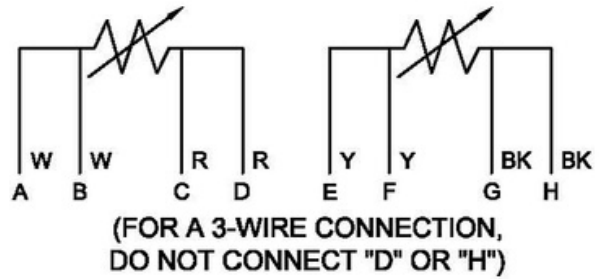 W W R R Y Y BK BK
A B C D E F G H
(FOR A 3-WIRE CONNECTION,
DO NOT CONNECT "D" OR "H")